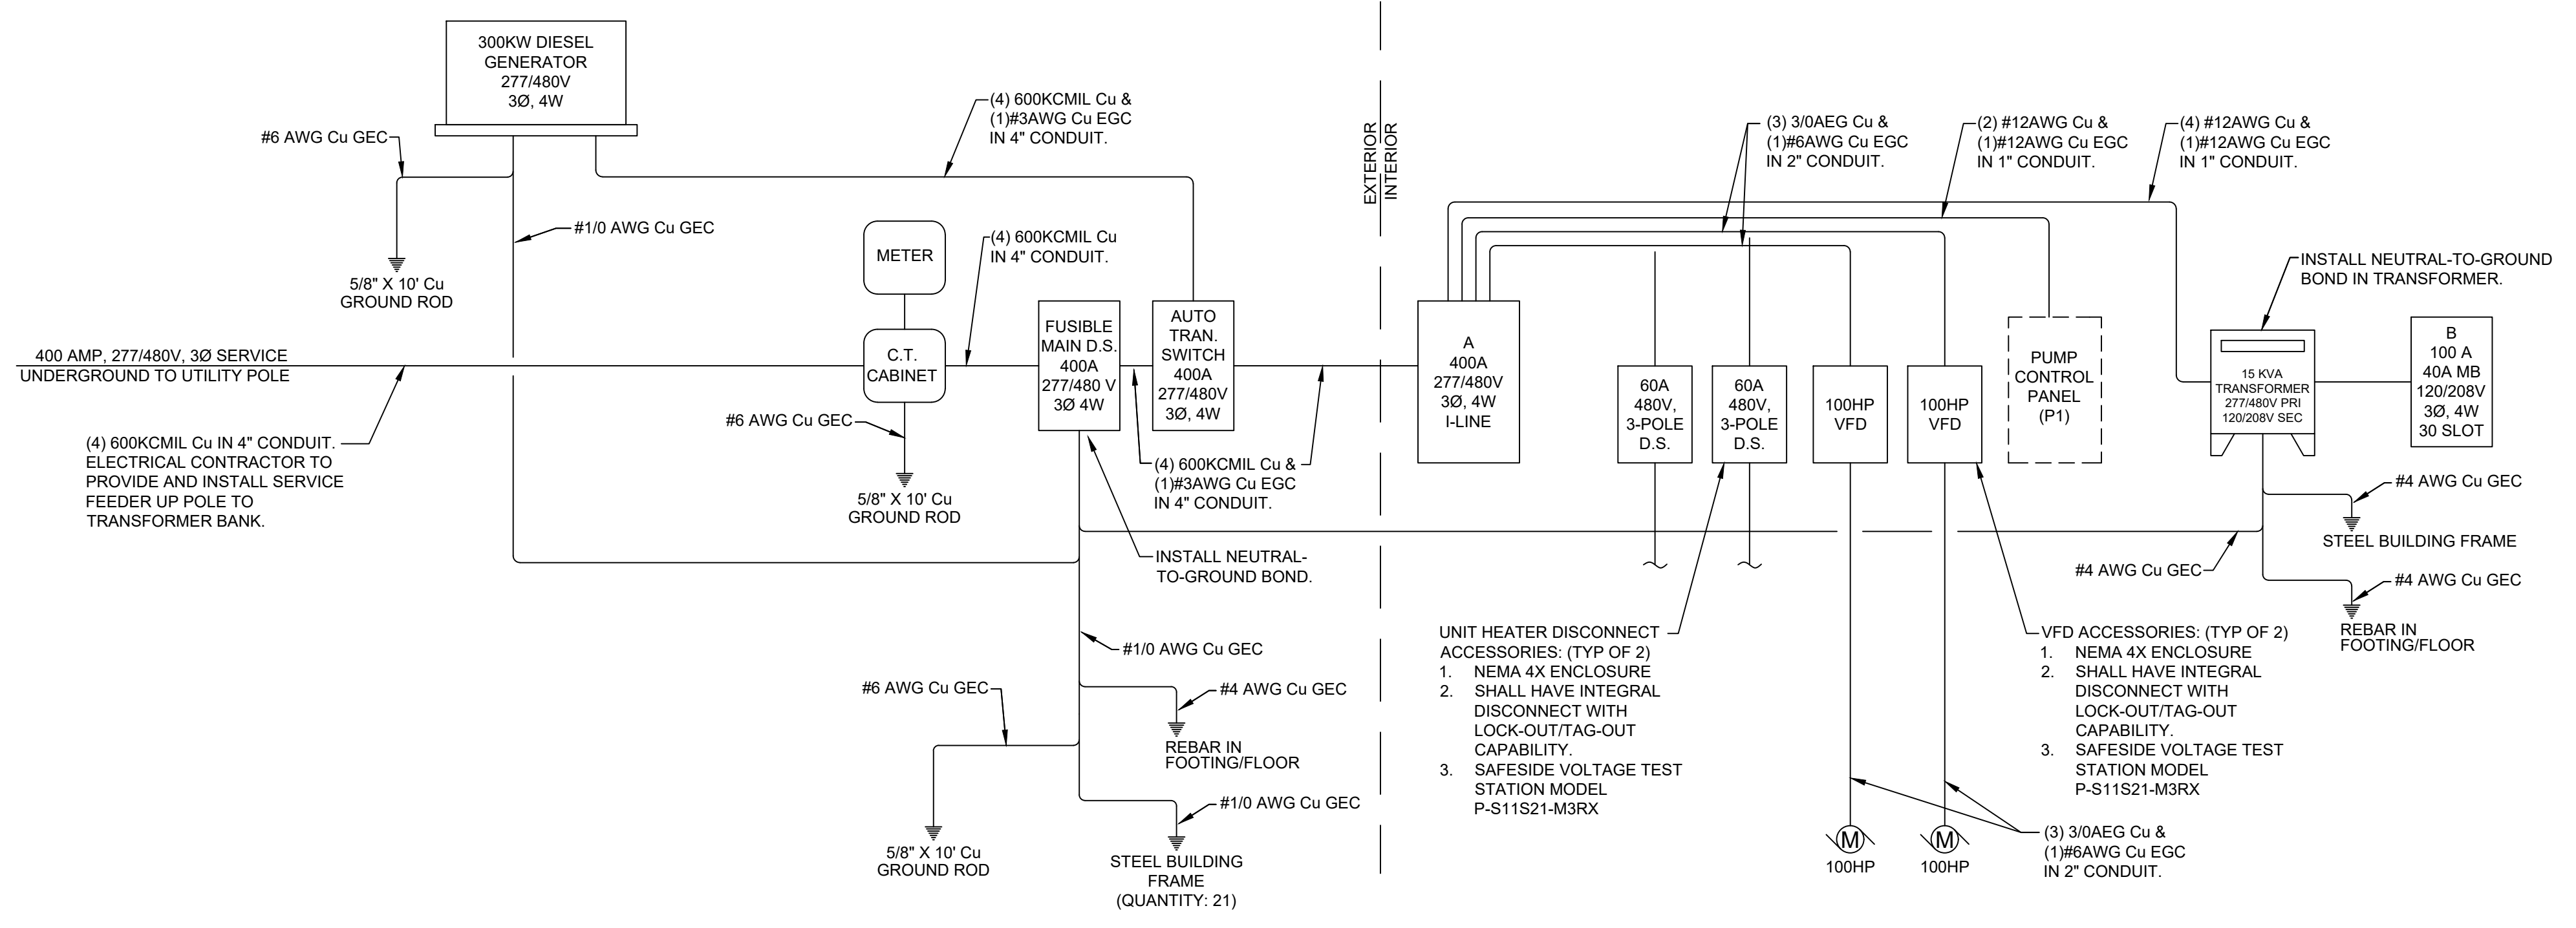 300KW DIESEL
GENERATOR
277/480V
3Ø, 4W
#6 AWG Cu GEC
5/8" X 10' Cu
GROUND ROD
#1/0 AWG Cu GEC
(4) 600KCMIL Cu &
(1)#3AWG Cu EGC
IN 4" CONDUIT.
METER
(4) 600KCMIL Cu
IN 4" CONDUIT.
C.T.
CABINET
FUSIBLE
MAIN D.S.
400A
277/480 V
3Ø 4W
AUTO
TRAN.
SWITCH
400A
277/480V
3Ø, 4W
400 AMP, 277/480V, 3Ø SERVICE
UNDERGROUND TO UTILITY POLE
(4) 600KCMIL Cu IN 4" CONDUIT.
ELECTRICAL CONTRACTOR TO
PROVIDE AND INSTALL SERVICE
FEEDER UP POLE TO
TRANSFORMER BANK.
#6 AWG Cu GEC
5/8" X 10' Cu
GROUND ROD
(4) 600KCMIL Cu &
(1)#3AWG Cu EGC
IN 4" CONDUIT.
INSTALL NEUTRAL-
TO-GROUND BOND.
#1/0 AWG Cu GEC
#6 AWG Cu GEC
#4 AWG Cu GEC
REBAR IN
FOOTING/FLOOR
#1/0 AWG Cu GEC
5/8" X 10' Cu
GROUND ROD
STEEL BUILDING
FRAME
(QUANTITY: 21)
EXTERIOR
INTERIOR
(3) 3/0AEG Cu &
(1)#6AWG Cu EGC
IN 2" CONDUIT.
(2) #12AWG Cu &
(1)#12AWG Cu EGC
IN 1" CONDUIT.
(4) #12AWG Cu &
(1)#12AWG Cu EGC
IN 1" CONDUIT.
INSTALL NEUTRAL-TO-GROUND
BOND IN TRANSFORMER.
A
400A
277/480V
3Ø, 4W
I-LINE
60A
480V,
3-POLE
D.S.
60A
480V,
3-POLE
D.S.
100HP
VFD
100HP
VFD
PUMP
CONTROL
PANEL
(P1)
15 KVA
TRANSFORMER
277/480V PRI
120/208V SEC
B
100 A
40A MB
120/208V
3Ø, 4W
30 SLOT
#4 AWG Cu GEC
STEEL BUILDING FRAME
#4 AWG Cu GEC
#4 AWG Cu GEC
REBAR IN
FOOTING/FLOOR
UNIT HEATER DISCONNECT
ACCESSORIES: (TYP OF 2)
1. NEMA 4X ENCLOSURE
2. SHALL HAVE INTEGRAL
DISCONNECT WITH
LOCK-OUT/TAG-OUT
CAPABILITY.
3. SAFESIDE VOLTAGE TEST
STATION MODEL
P-S11S21-M3RX
VFD ACCESSORIES: (TYP OF 2)
1. NEMA 4X ENCLOSURE
2. SHALL HAVE INTEGRAL
DISCONNECT WITH
LOCK-OUT/TAG-OUT
CAPABILITY.
3. SAFESIDE VOLTAGE TEST
STATION MODEL
P-S11S21-M3RX
M
100HP
M
100HP
(3) 3/0AEG Cu &
(1)#6AWG Cu EGC
IN 2" CONDUIT.